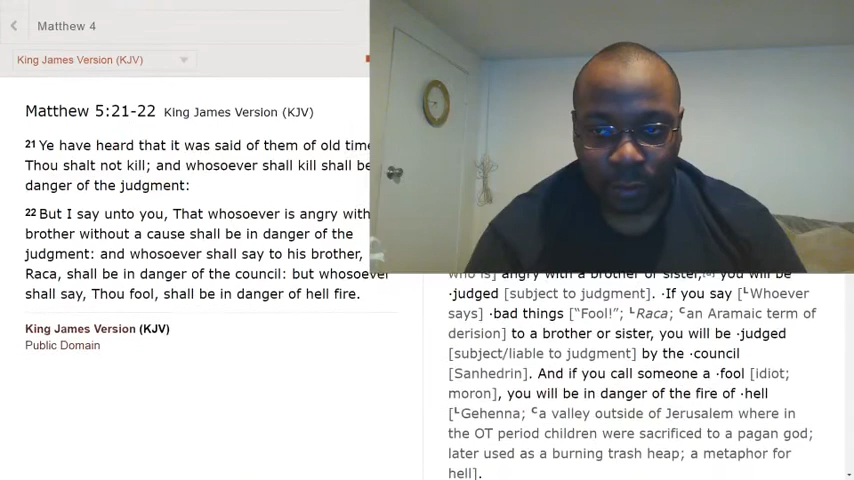 Matthew 4
King James Version (KJV)
Matthew 5:21-22 King James Version (KJV)
21 Ye have heard that it was said of them of old time
Thou shalt not kill; and whosoever shall kill shall be
danger of the judgment:
22 But I say unto you, That whosoever is angry with
brother without a cause shall be in danger of the
judgment: and whosoever shall say to his brother,
Raca, shall be in danger of the council: but whosoever
shall say, Thou fool, shall be in danger of hell fire.
King James Version (KJV)
Public Domain
who is] angry with a brother or sister, you will be
·judged [subject to judgment]. ·If you say [ᴸWhoever
says] ·bad things [“Fool!”; ᴸRaca; ᶜan Aramaic term of
derision] to a brother or sister, you will be ·judged
[subject/liable to judgment] by the ·council
[Sanhedrin]. And if you call someone a ·fool [idiot;
moron], you will be in danger of the fire of ·hell
[ᴸGehenna; ᶜa valley outside of Jerusalem where in
the OT period children were sacrificed to a pagan god;
later used as a burning trash heap; a metaphor for
hell].